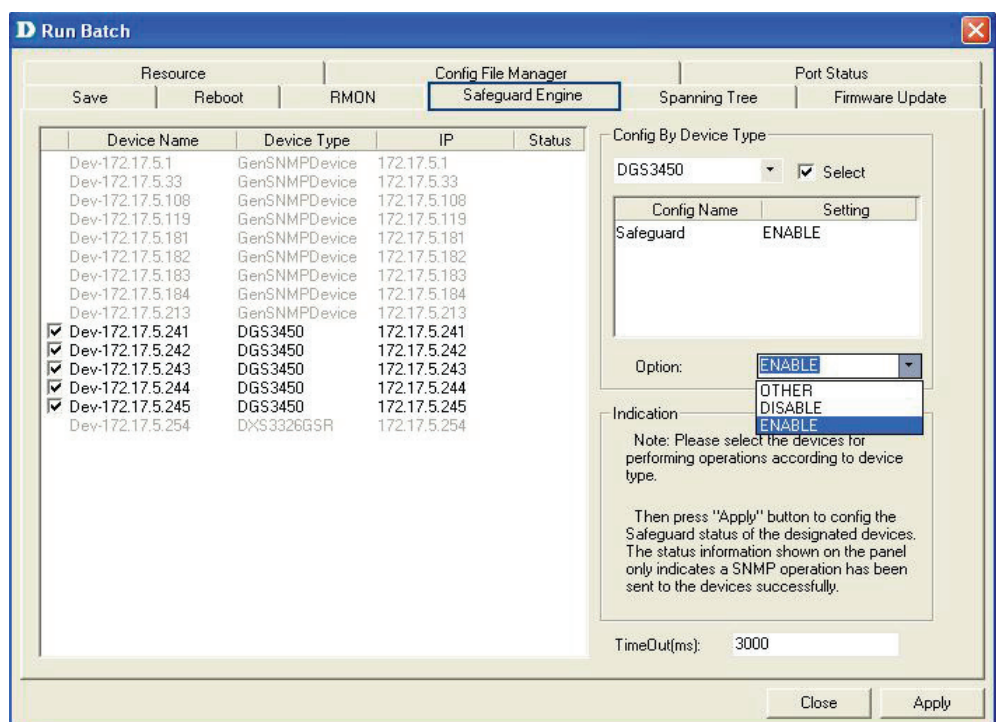 D Run Batch
Resource Config File Manager Port Status
Save Reboot RMON Safeguard Engine Spanning Tree Firmware Update
Device Name Device Type IP Status
Dev-172.17.5.1 GenSNMPDevice 172.17.5.1
Dev-172.17.5.33 GenSNMPDevice 172.17.5.33
Dev-172.17.5.108 GenSNMPDevice 172.17.5.108
Dev-172.17.5.119 GenSNMPDevice 172.17.5.119
Dev-172.17.5.181 GenSNMPDevice 172.17.5.181
Dev-172.17.5.182 GenSNMPDevice 172.17.5.182
Dev-172.17.5.183 GenSNMPDevice 172.17.5.183
Dev-172.17.5.184 GenSNMPDevice 172.17.5.184
Dev-172.17.5.213 GenSNMPDevice 172.17.5.213
Dev-172.17.5.241 DGS3450 172.17.5.241
Dev-172.17.5.242 DGS3450 172.17.5.242
Dev-172.17.5.243 DGS3450 172.17.5.243
Dev-172.17.5.244 DGS3450 172.17.5.244
Dev-172.17.5.245 DGS3450 172.17.5.245
Dev-172.17.5.254 DXS3326GSR 172.17.5.254
Config By Device Type
DGS3450 Select
Config Name Setting
Safeguard ENABLE
Option: ENABLE
OTHER
DISABLE
ENABLE
Indication
Note: Please select the devices for
performing operations according to device
type.
Then press "Apply" button to config the
Safeguard status of the designated devices.
The status information shown on the panel
only indicates a SNMP operation has been
sent to the devices successfully.
TimeOut(ms): 3000
Close Apply